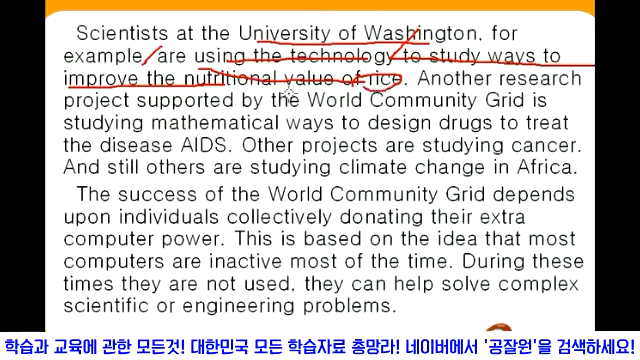 Scientists at the University of Washington, for
example, are using the technology to study ways to
improve the nutritional value of rice. Another research
project supported by the World Community Grid is
studying mathematical ways to design drugs to treat
the disease AIDS. Other projects are studying cancer.
And still others are studying climate change in Africa.
The success of the World Community Grid depends
upon individuals collectively donating their extra
computer power. This is based on the idea that most
computers are inactive most of the time. During these
times they are not used, they can help solve complex
scientific or engineering problems.
학습과 교육에 관한 모든것! 대한민국 모든 학습자료 총망라! 네이버에서 '공잘원'을 검색하세요!